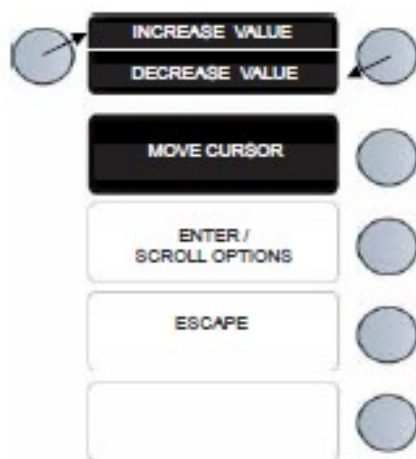 INCREASE VALUE
DECREASE VALUE
MOVE CURSOR
ENTER /
SCROLL OPTIONS
ESCAPE